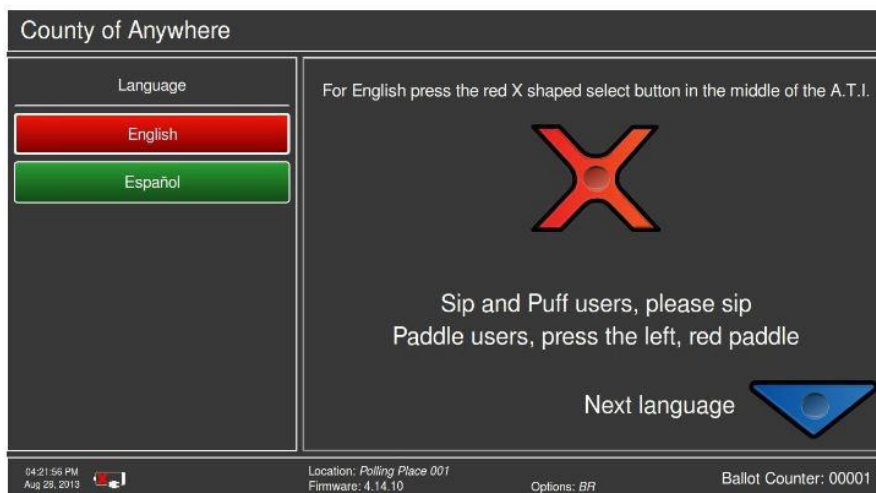 County of Anywhere
Language
English
Español
For English press the red X shaped select button in the middle of the A.T.I.
Sip and Puff users, please sip
Paddle users, press the left, red paddle
Next language
04:21:56 PM
Aug 28, 2013
Location: Polling Place 001
Firmware: 4.14.10
Options: BR
Ballot Counter: 00001